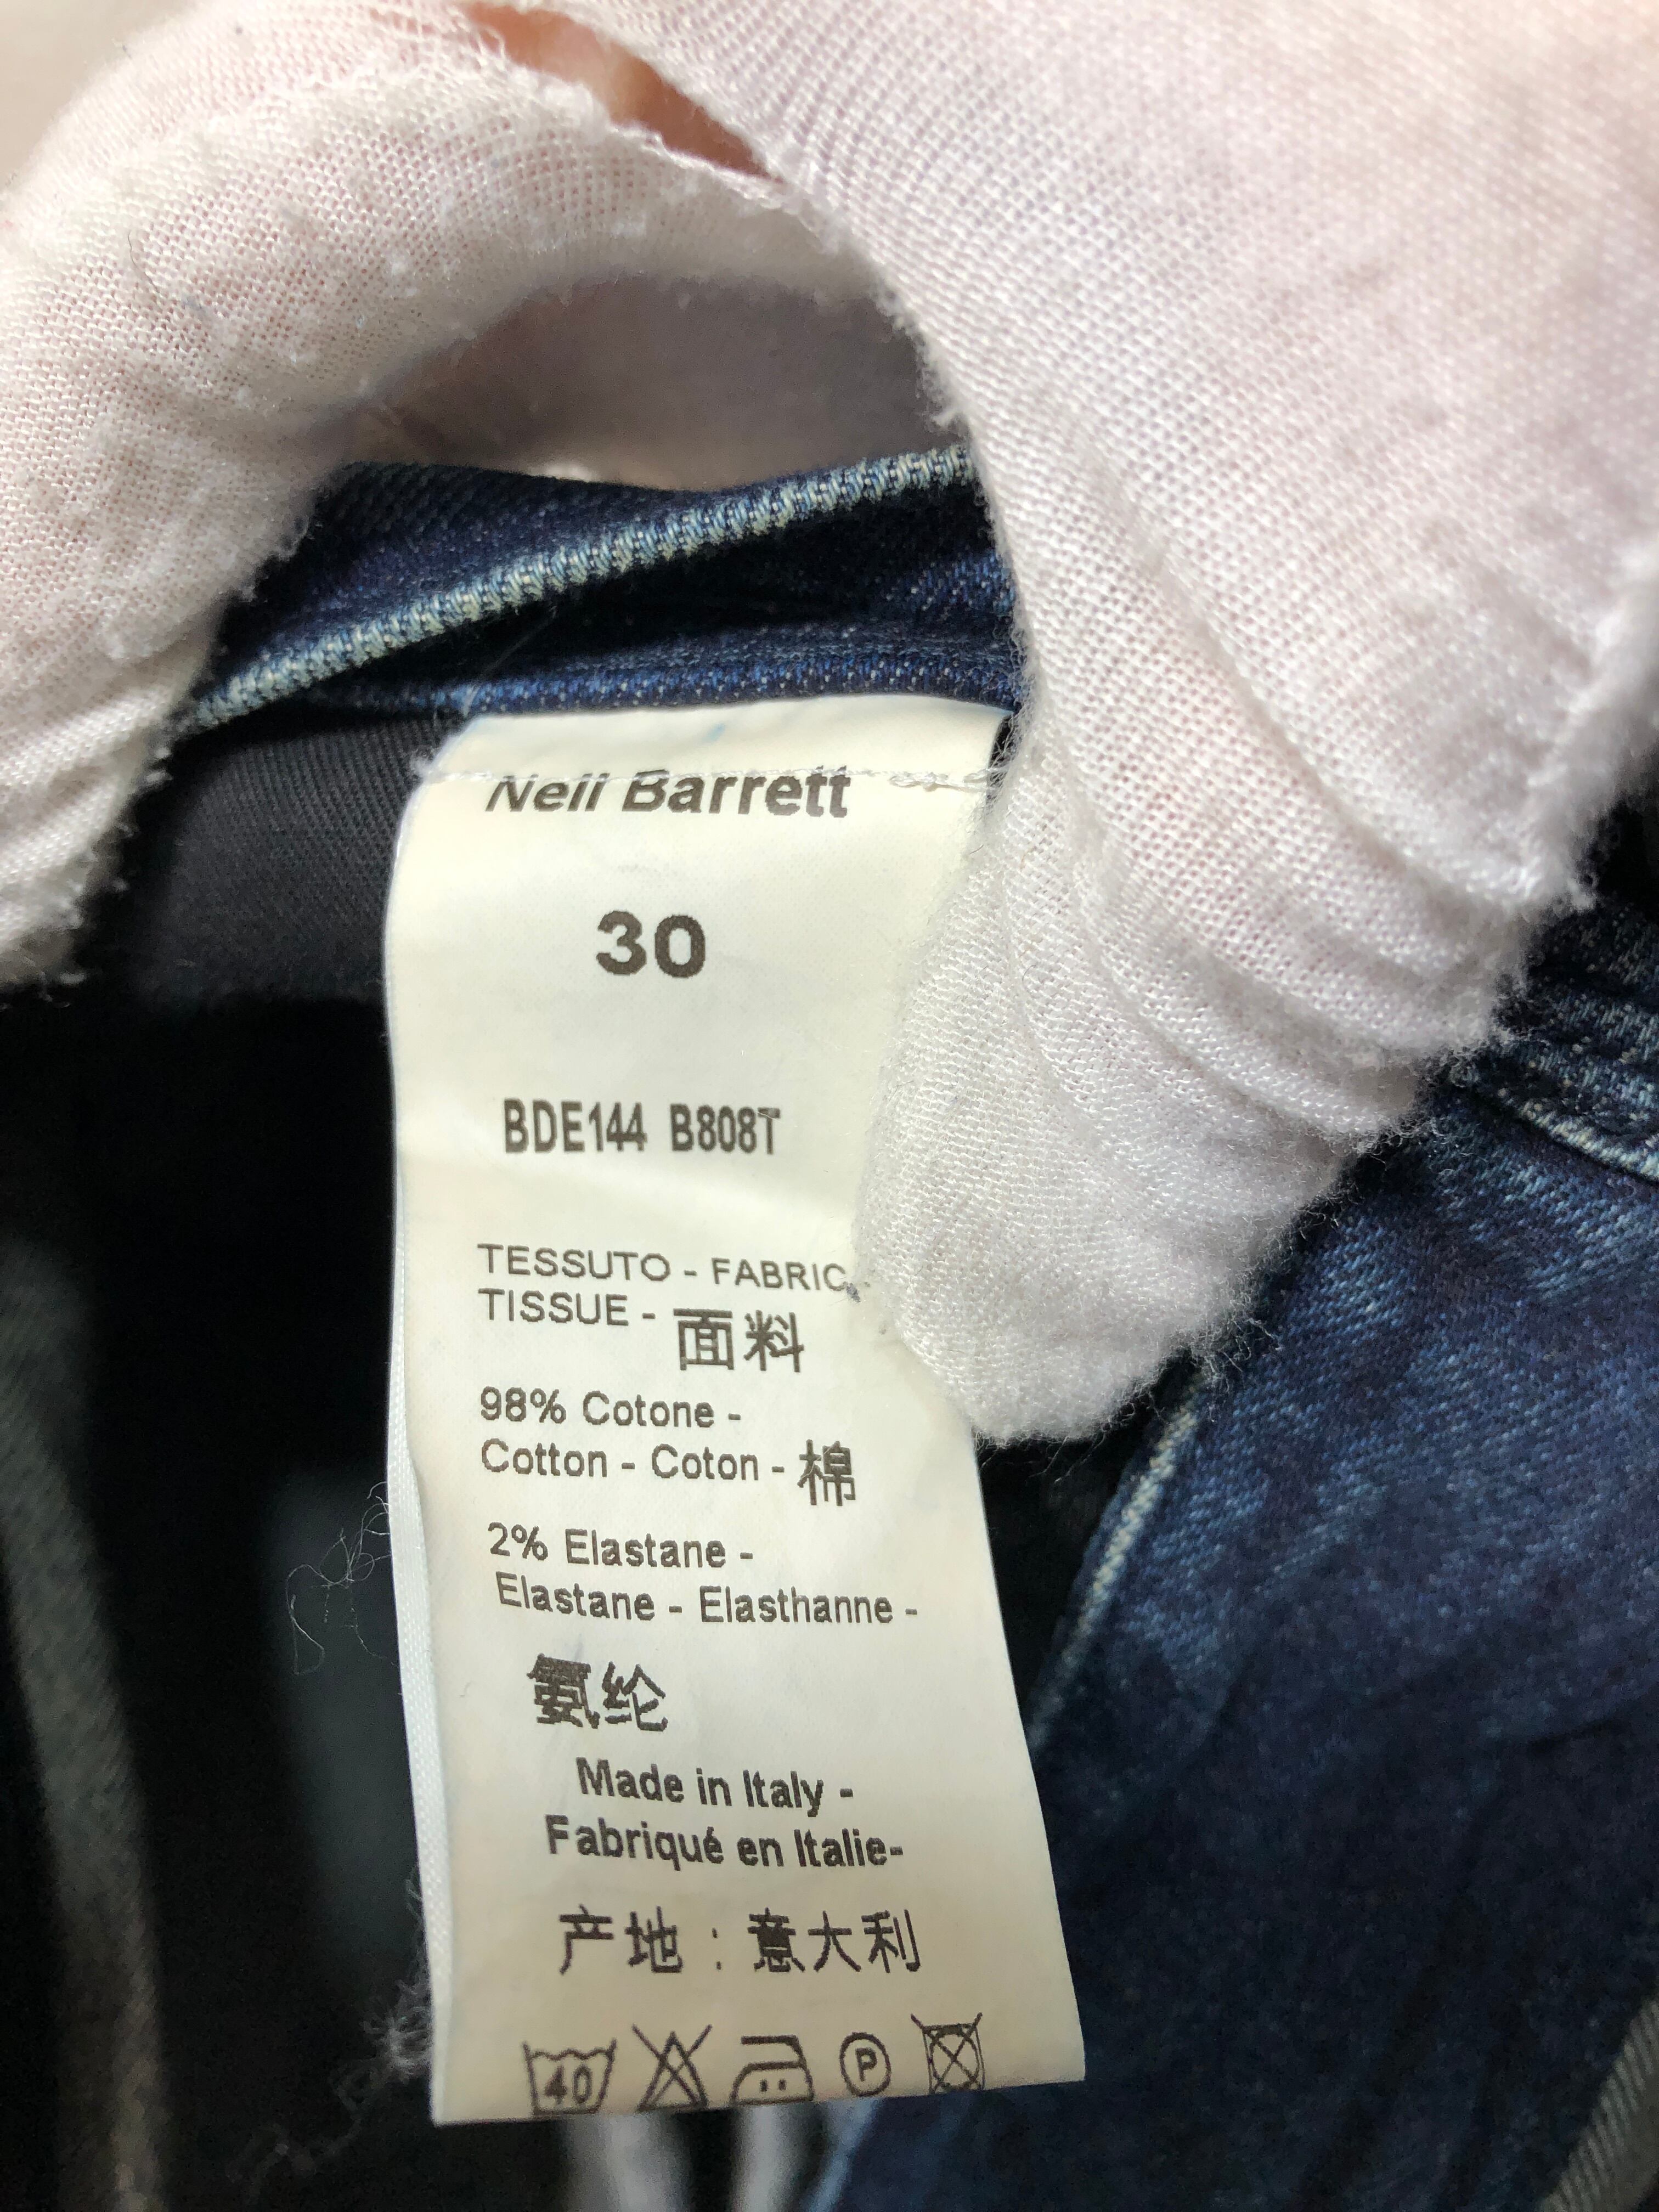 Neil Barrett
30
BDE144 B808T
TESSUTO - FABRIC -
TISSUE - 面料
98% Cotone -
Cotton - Coton - 棉
2% Elastane -
Elastane - Elasthanne -
氨纶
Made in Italy -
Fabriqué en Italie-
产地：意大利
40
P